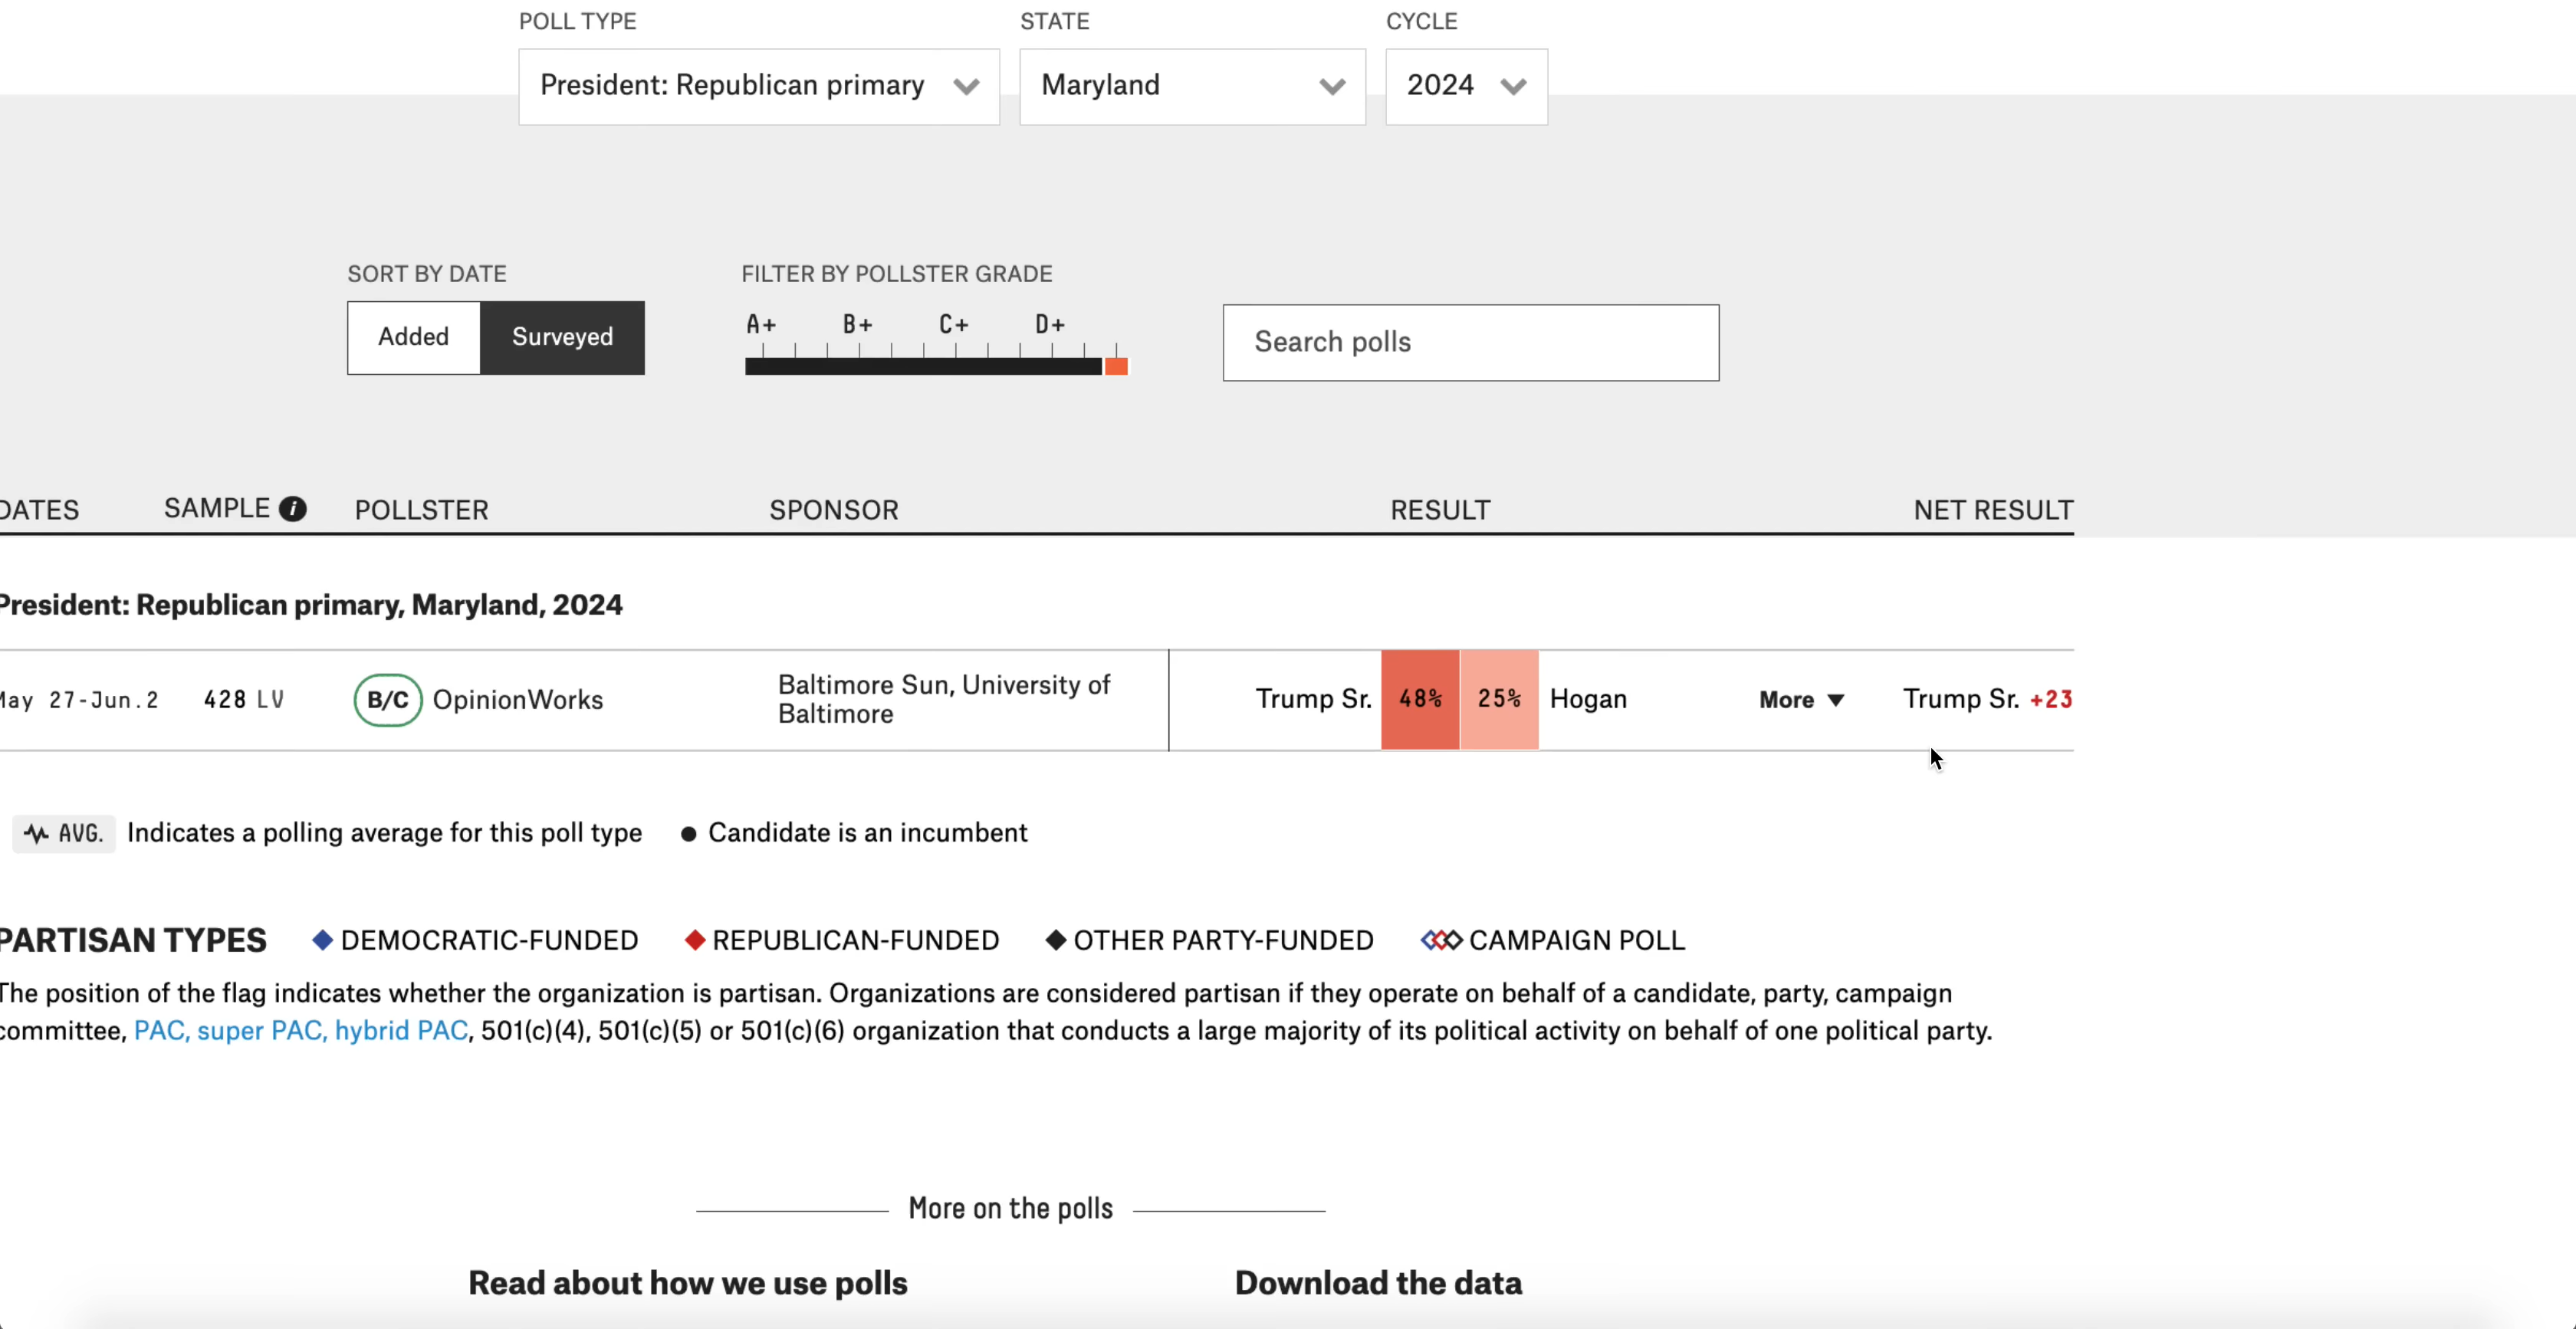 POLL TYPE STATE CYCLE
President: Republican primary Maryland 2024
SORT BY DATE FILTER BY POLLSTER GRADE
A+ B+ C+ D+
Added Surveyed Search polls
DATES SAMPLE i POLLSTER SPONSOR RESULT NET RESULT
President: Republican primary, Maryland, 2024
May 27-Jun.2 428 LV B/C OpinionWorks Baltimore Sun, University of
Baltimore Trump Sr. 48% 25% Hogan More ▼ Trump Sr. +23
AVG. Indicates a polling average for this poll type ● Candidate is an incumbent
PARTISAN TYPES DEMOCRATIC-FUNDED REPUBLICAN-FUNDED OTHER PARTY-FUNDED CAMPAIGN POLL
The position of the flag indicates whether the organization is partisan. Organizations are considered partisan if they operate on behalf of a candidate, party, campaign
committee, PAC, super PAC, hybrid PAC, 501(c)(4), 501(c)(5) or 501(c)(6) organization that conducts a large majority of its political activity on behalf of one political party.
More on the polls
Read about how we use polls Download the data